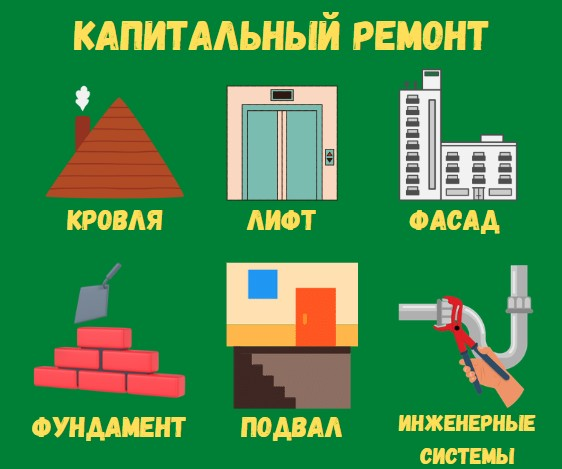 КАПИТАЛЬНЫЙ РЕМОНТ
КРОВЛЯ
ЛИФТ
ФАСАД
ФУНДАМЕНТ
ПОДВАЛ
ИНЖЕНЕРНЫЕ
СИСТЕМЫ